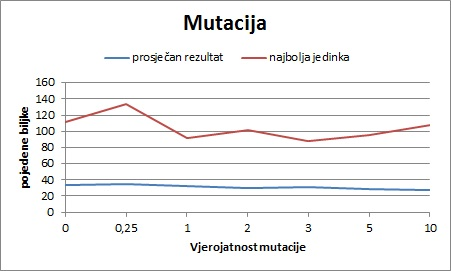 Mutacija
prosječan rezultat
najbolja jedinka
pojedene biljke
160
140
120
100
80
60
40
20
0
0 0,25 1 2 3 5 10
Vjerojatnost mutacije